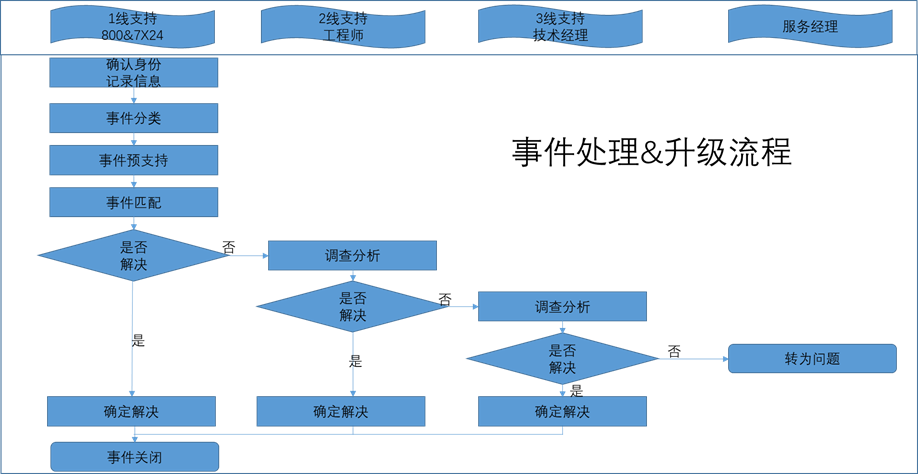 1线支持
800&7X24
2线支持
工程师
3线支持
技术经理
服务经理
确认身份
记录信息
事件分类
事件处理&升级流程
事件预支持
事件匹配
是否
解决
否
调查分析
是否
解决
否
调查分析
是
是否
解决
否
转为问题
是
是
确定解决
确定解决
确定解决
事件关闭